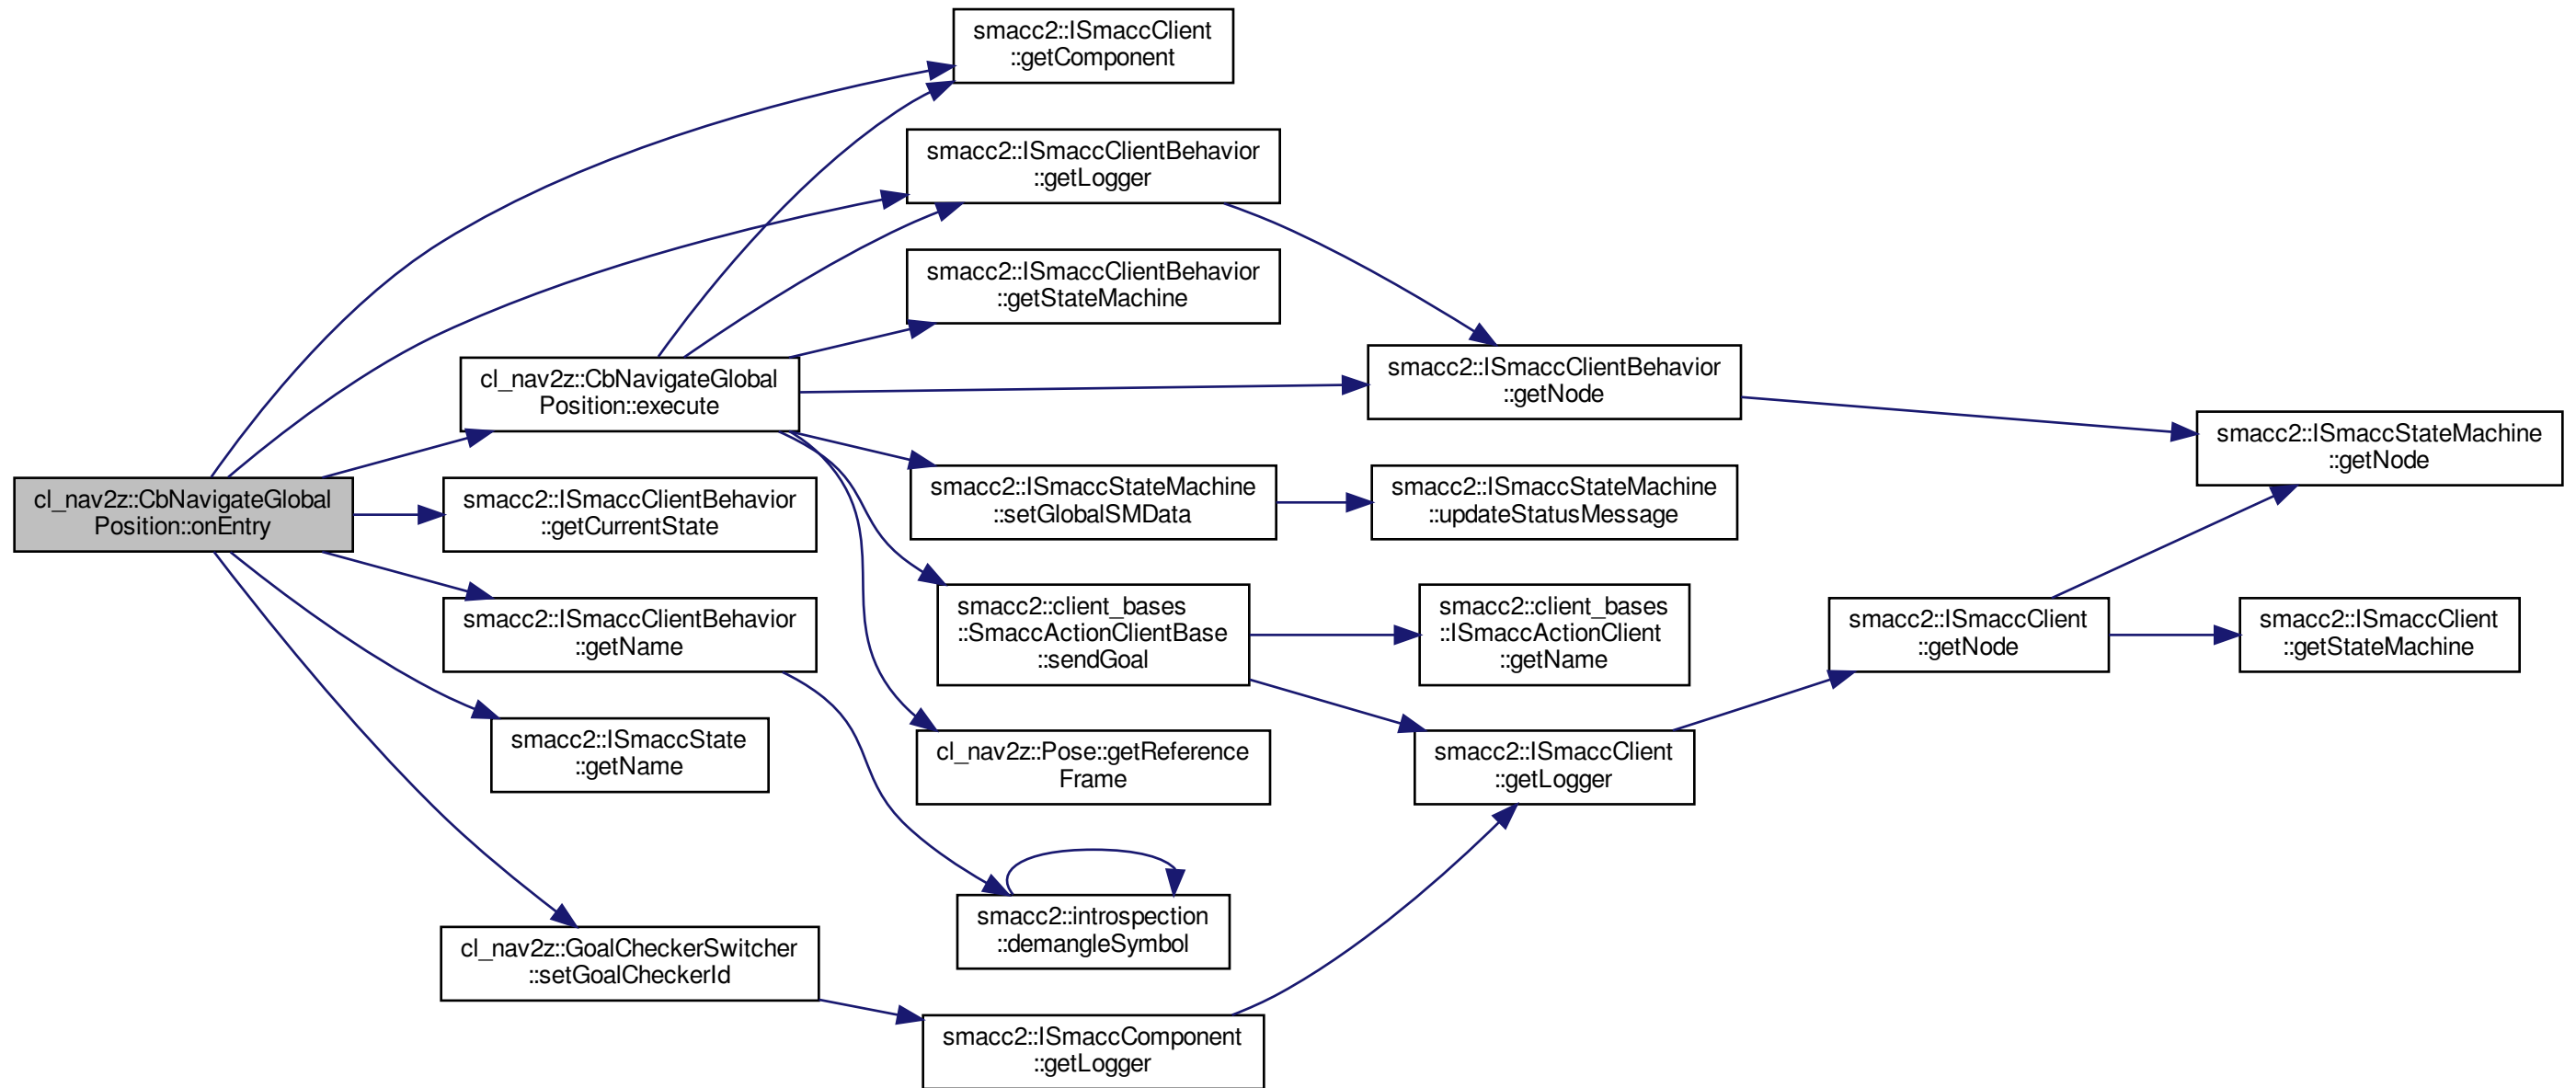 smacc2::ISmaccClient
::getComponent
smacc2::ISmaccClientBehavior
::getLogger
smacc2::ISmaccClientBehavior
::getStateMachine
cl_nav2z::CbNavigateGlobal
Position::execute
smacc2::ISmaccClientBehavior
::getNode
smacc2::ISmaccStateMachine
::getNode
cl_nav2z::CbNavigateGlobal
Position::onEntry
smacc2::ISmaccClientBehavior
::getCurrentState
smacc2::ISmaccStateMachine
::setGlobalSMData
smacc2::ISmaccStateMachine
::updateStatusMessage
smacc2::ISmaccClientBehavior
::getName
smacc2::client_bases
::SmaccActionClientBase
::sendGoal
smacc2::client_bases
::ISmaccActionClient
::getName
smacc2::ISmaccClient
::getNode
smacc2::ISmaccClient
::getStateMachine
smacc2::ISmaccState
::getName
cl_nav2z::Pose::getReference
Frame
smacc2::ISmaccClient
::getLogger
smacc2::introspection
::demangleSymbol
cl_nav2z::GoalCheckerSwitcher
::setGoalCheckerId
smacc2::ISmaccComponent
::getLogger